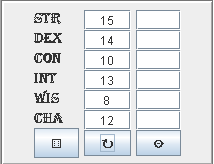 STR 15
DEX 14
CON 10
INT 13
WIS 8
CHA 12